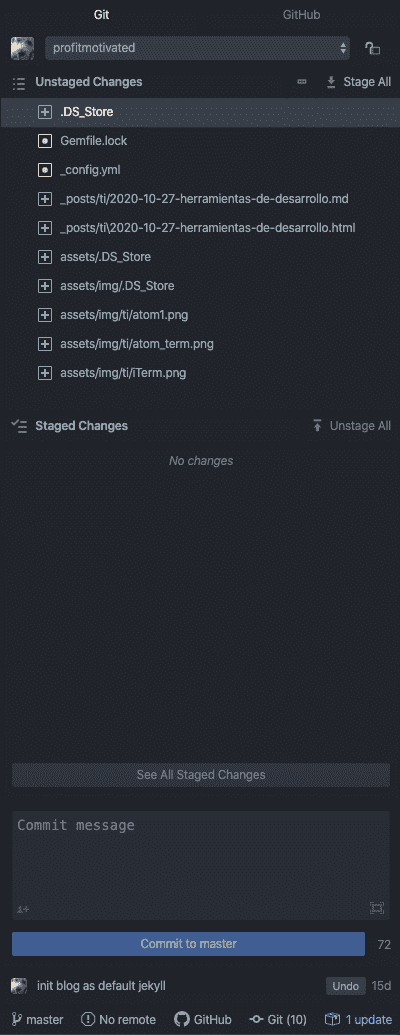 Git GitHub
profitmotivated
Unstaged Changes Stage All
.DS_Store
Gemfile.lock
_config.yml
_posts/ti/2020-10-27-herramientas-de-desarrollo.md
_posts/ti\2020-10-27-herramientas-de-desarrollo.html
assets/.DS_Store
assets/img/.DS_Store
assets/img/ti/atom1.png
assets/img/ti/atom_term.png
assets/img/ti/iTerm.png
Staged Changes Unstage All
No changes
See All Staged Changes
Commit message
Commit to master 72
init blog as default jekyll Undo 15d
master No remote GitHub Git (10) 1 update